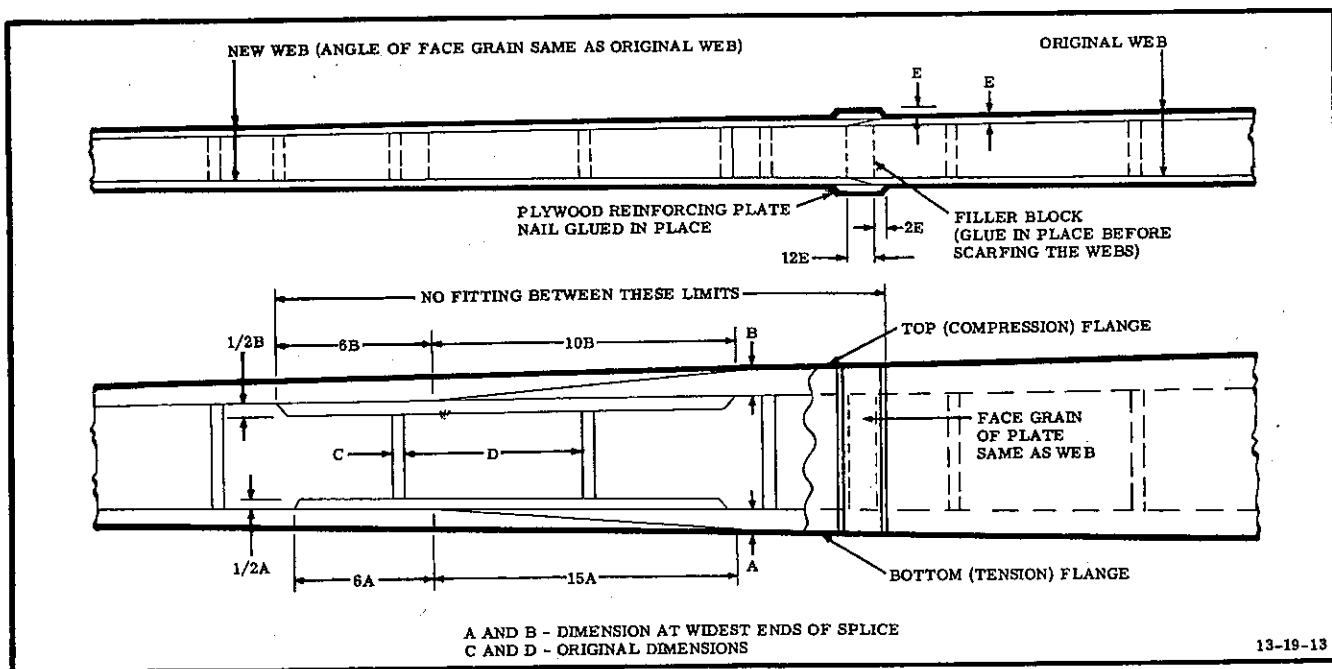 NEW WEB (ANGLE OF FACE GRAIN SAME AS ORIGINAL WEB)
ORIGINAL WEB
E
E
PLYWOOD REINFORCING PLATE
NAIL GLUED IN PLACE
2E
12E
FILLER BLOCK
(GLUE IN PLACE BEFORE
SCARFING THE WEBS)
NO FITTING BETWEEN THESE LIMITS
1/2B
6B
10B
B
TOP (COMPRESSION) FLANGE
C
D
FACE GRAIN
OF PLATE
SAME AS WEB
1/2A
6A
15A
A
BOTTOM (TENSION) FLANGE
A AND B - DIMENSION AT WIDEST ENDS OF SPLICE
C AND D - ORIGINAL DIMENSIONS
13-19-13